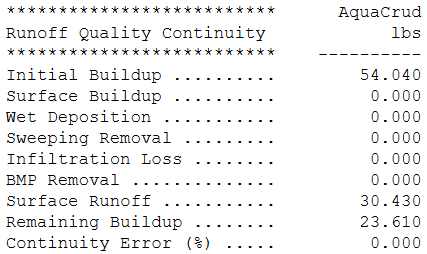 **************************        AquaCrud
Runoff Quality Continuity              lbs
**************************      ----------
Initial Buildup ..........          54.040
Surface Buildup ..........           0.000
Wet Deposition ...........           0.000
Sweeping Removal .........           0.000
Infiltration Loss ........           0.000
BMP Removal ..............           0.000
Surface Runoff ...........          30.430
Remaining Buildup ........          23.610
Continuity Error (%) .....           0.000